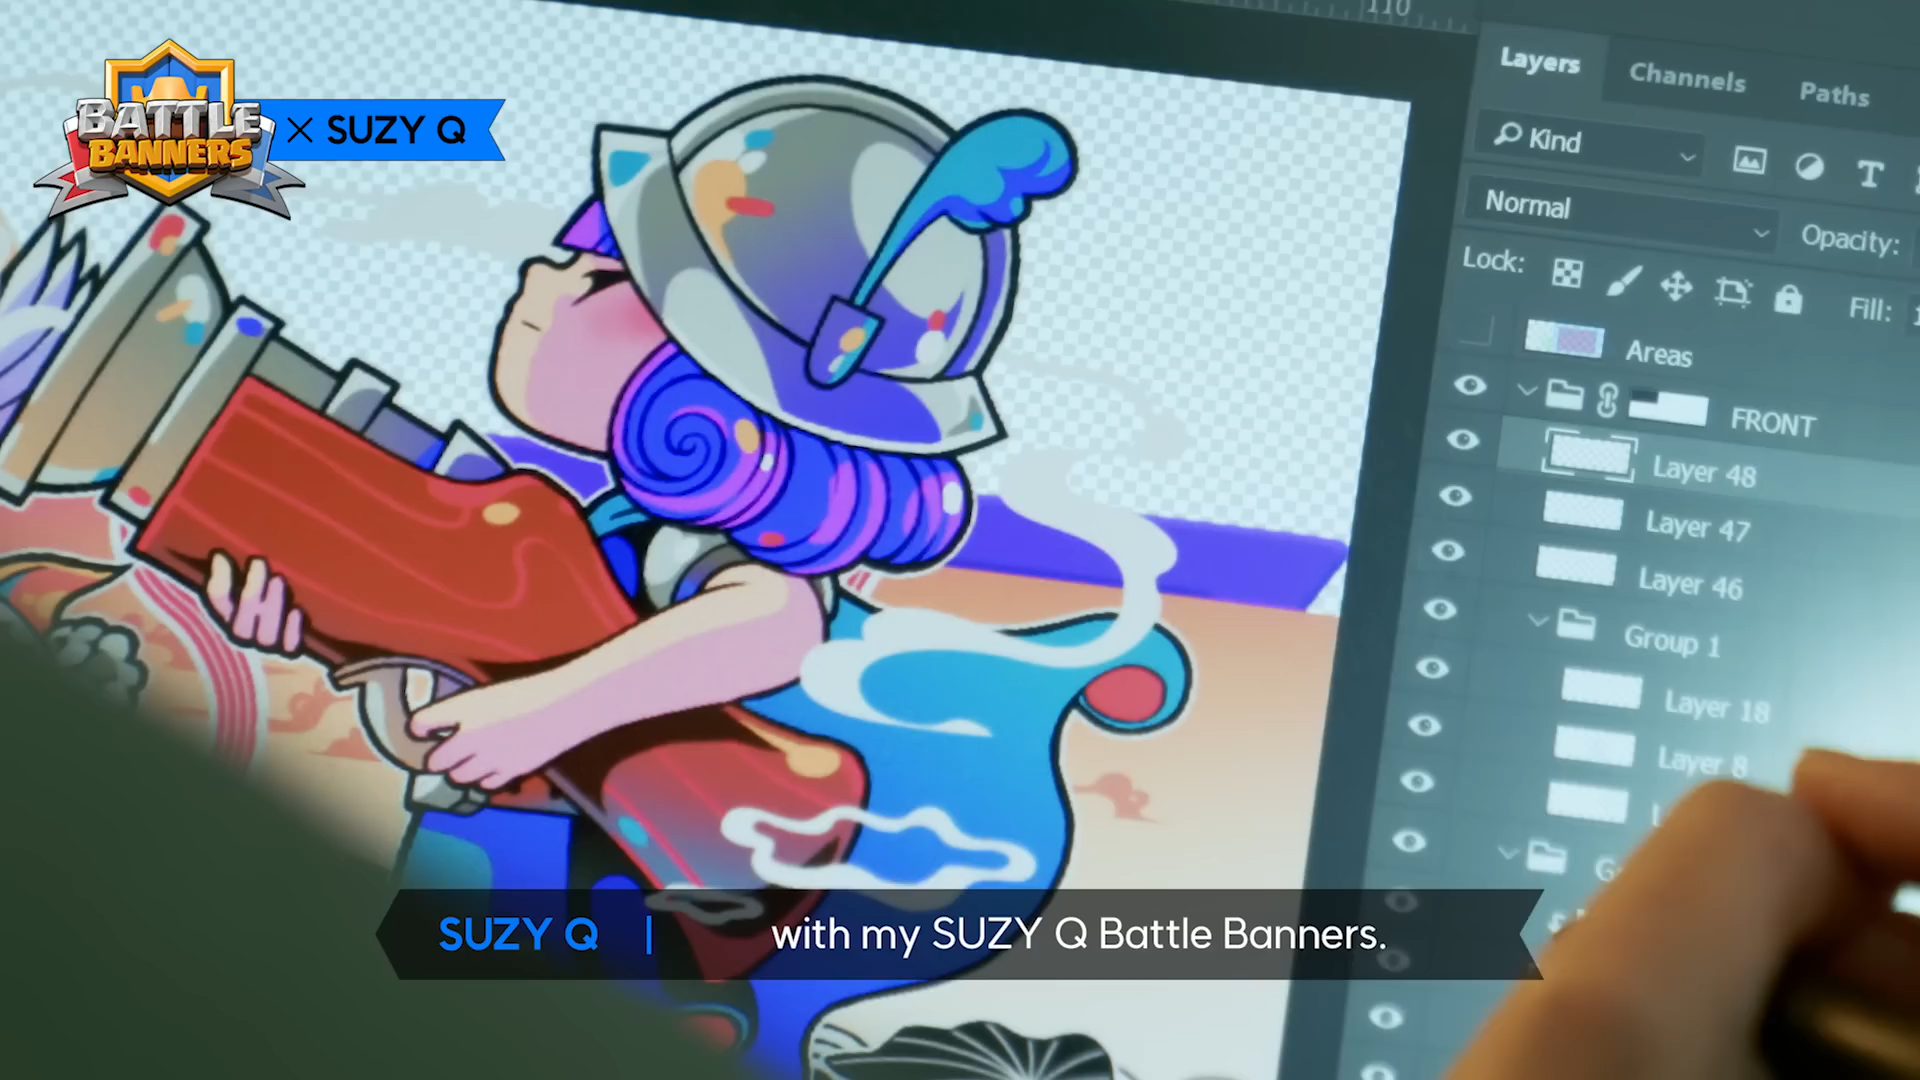 110
Layers Channels Paths
BATTLE
BANNERS
× SUZY Q
Kind
T
Normal
Opacity:
Lock:
Fill:
Areas
FRONT
Layer 48
Layer 47
Layer 46
Group 1
Layer 18
Layer 8
SUZY Q | with my SUZY Q Battle Banners.